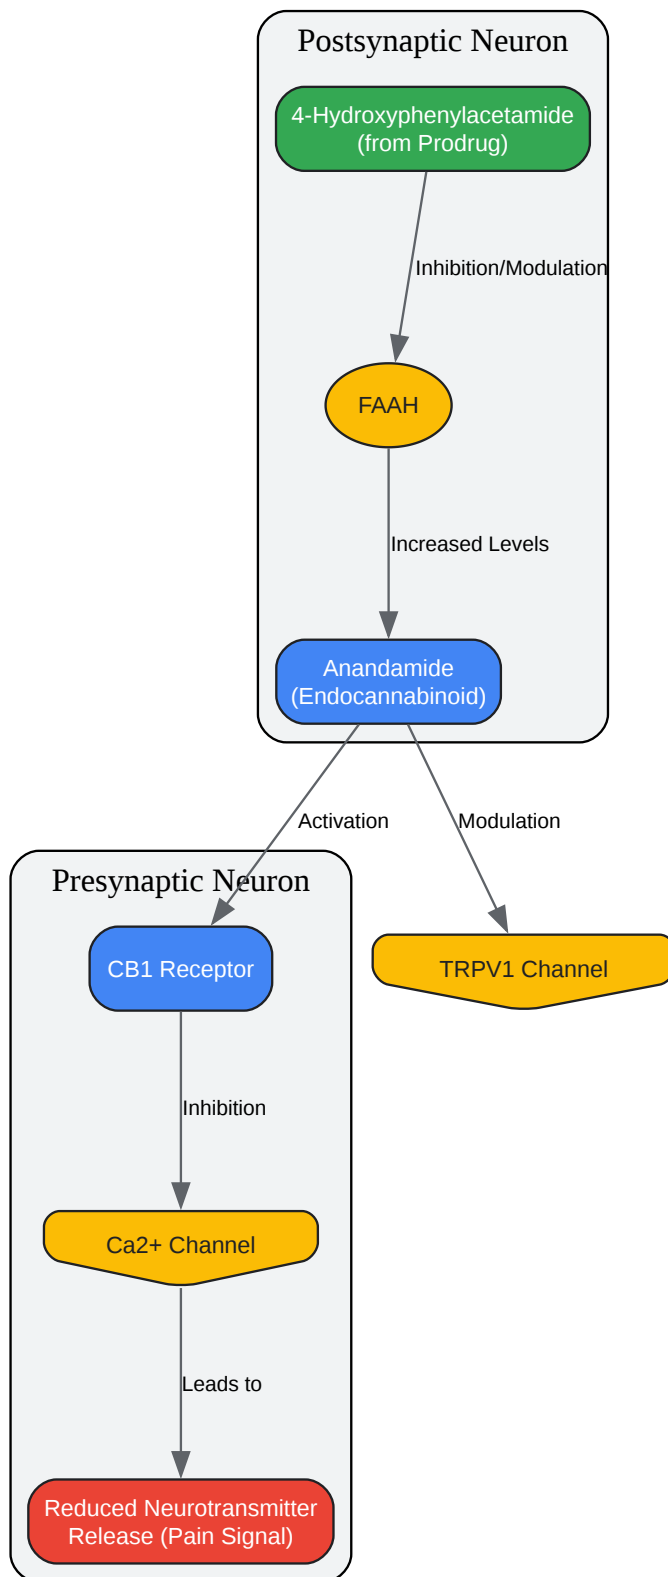 Postsynaptic Neuron
4-Hydroxyphenylacetamide
(from Prodrug)
Inhibition/Modulation
FAAH
Increased Levels
Anandamide
(Endocannabinoid)
Activation
Modulation
Presynaptic Neuron
CB1 Receptor
TRPV1 Channel
Inhibition
Ca2+ Channel
Leads to
Reduced Neurotransmitter
Release (Pain Signal)